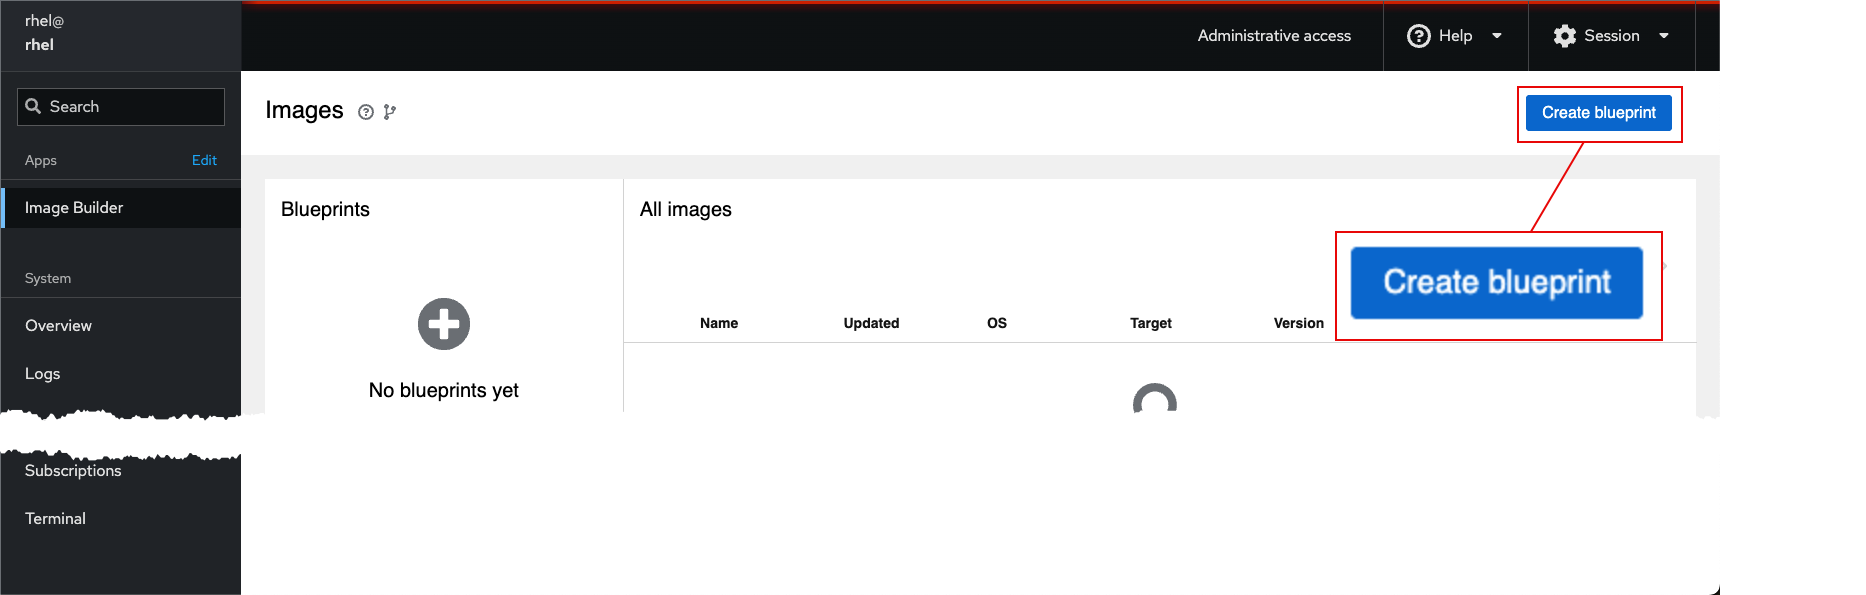 rhel@
rhel
Administrative access
Help
Session
Search
Images
Create blueprint
Apps
Edit
Image Builder
Blueprints
All images
Create blueprint
System
Name
Updated
OS
Target
Version
Overview
Logs
No blueprints yet
Subscriptions
Terminal